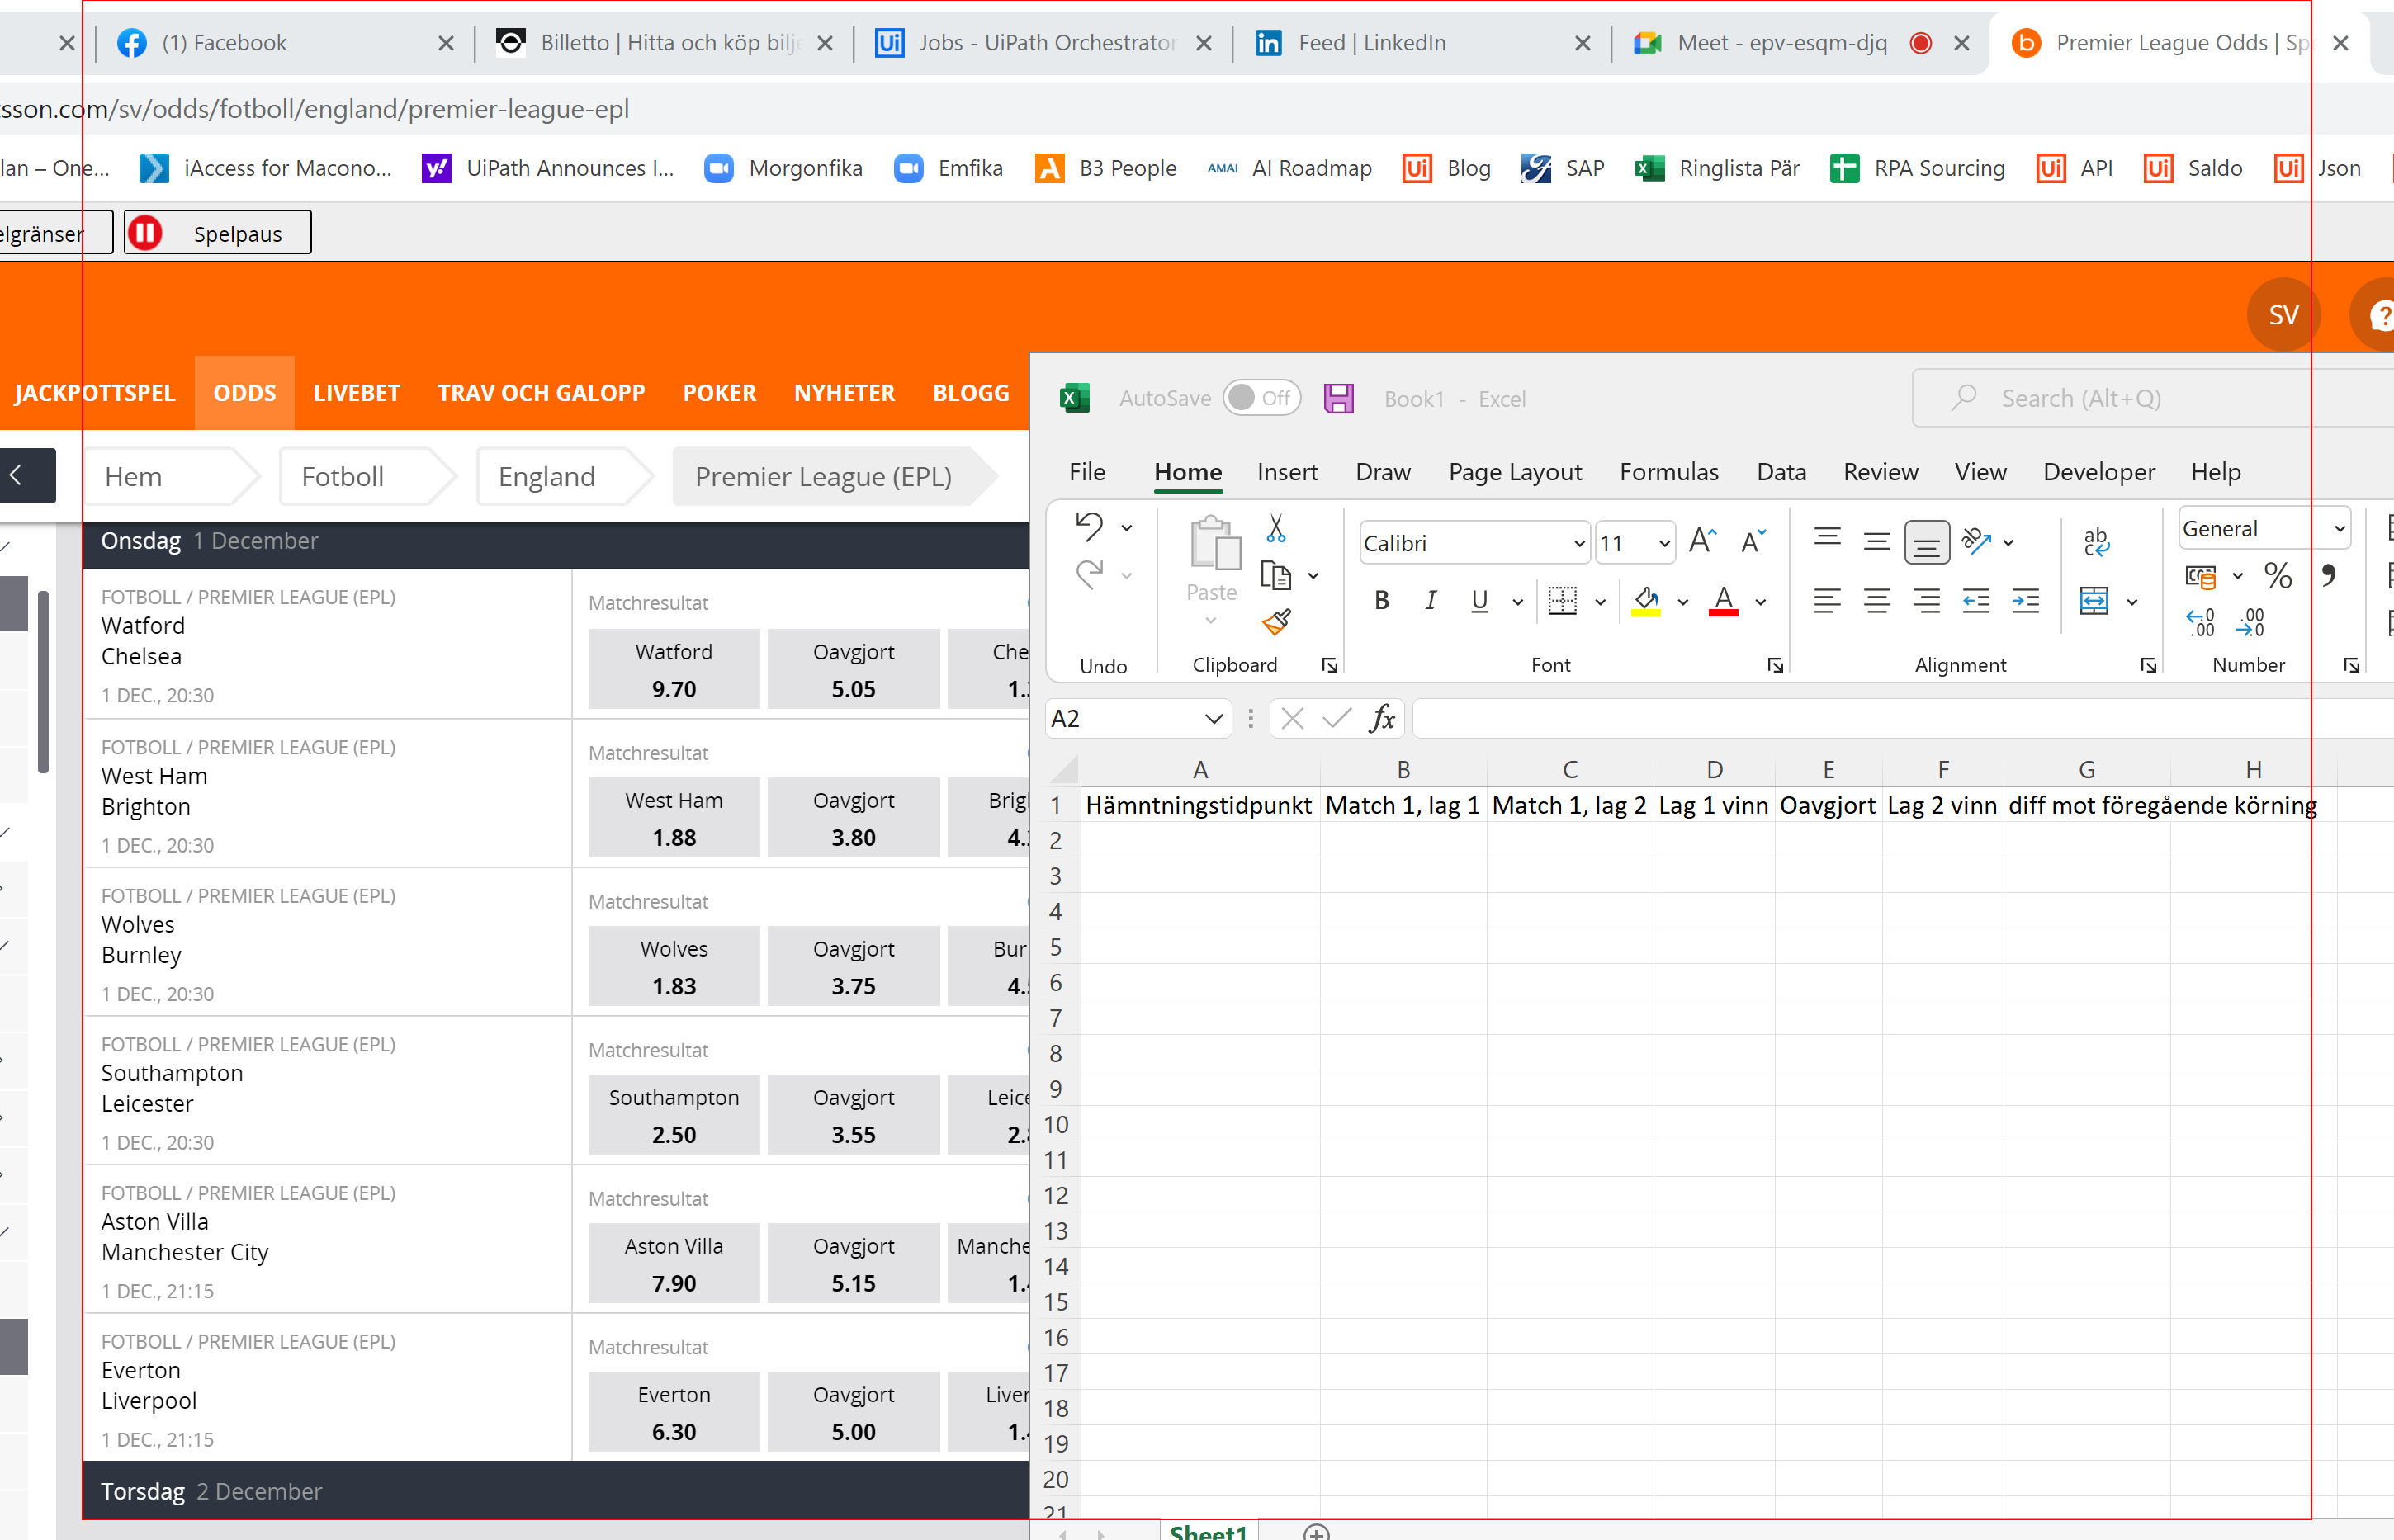 (1) Facebook
Billetto | Hitta och köp bilje
Jobs - UiPath Orchestrator
Feed | LinkedIn
Meet - epv-esqm-djq
Premier League Odds | Sp
sson.com/sv/odds/fotboll/england/premier-league-epl
lan – One...
iAccess for Macono...
UiPath Announces I...
Morgonfika
Emfika
B3 People
AMAI
AI Roadmap
Blog
SAP
Ringlista Pär
RPA Sourcing
API
Saldo
Json
elgränser
Spelpaus
SV
JACKPOTTSPEL
ODDS
LIVEBET
TRAV OCH GALOPP
POKER
NYHETER
BLOGG
Hem
Fotboll
England
Premier League (EPL)
Onsdag 1 December
FOTBOLL / PREMIER LEAGUE (EPL)
Watford
Chelsea
1 DEC., 20:30
Matchresultat
Watford
9.70
Oavgjort
5.05
Che
FOTBOLL / PREMIER LEAGUE (EPL)
West Ham
Brighton
1 DEC., 20:30
Matchresultat
West Ham
1.88
Oavgjort
3.80
Brig
FOTBOLL / PREMIER LEAGUE (EPL)
Wolves
Burnley
1 DEC., 20:30
Matchresultat
Wolves
1.83
Oavgjort
3.75
Bur
FOTBOLL / PREMIER LEAGUE (EPL)
Southampton
Leicester
1 DEC., 20:30
Matchresultat
Southampton
2.50
Oavgjort
3.55
Leice
FOTBOLL / PREMIER LEAGUE (EPL)
Aston Villa
Manchester City
1 DEC., 21:15
Matchresultat
Aston Villa
7.90
Oavgjort
5.15
Manche
FOTBOLL / PREMIER LEAGUE (EPL)
Everton
Liverpool
1 DEC., 21:15
Matchresultat
Everton
6.30
Oavgjort
5.00
Liver
Torsdag 2 December
AutoSave Off
Book1 - Excel
Search (Alt+Q)
File
Home
Insert
Draw
Page Layout
Formulas
Data
Review
View
Developer
Help
Paste
Calibri
11
General
Undo
Clipboard
Font
Alignment
Number
A2
fx
A B C D E F G H
1 Hämntningstidpunkt Match 1, lag 1 Match 1, lag 2 Lag 1 vinn Oavgjort Lag 2 vinn diff mot föregående körning
2
3
4
5
6
7
8
9
10
11
12
13
14
15
16
17
18
19
20
21
Sheet1